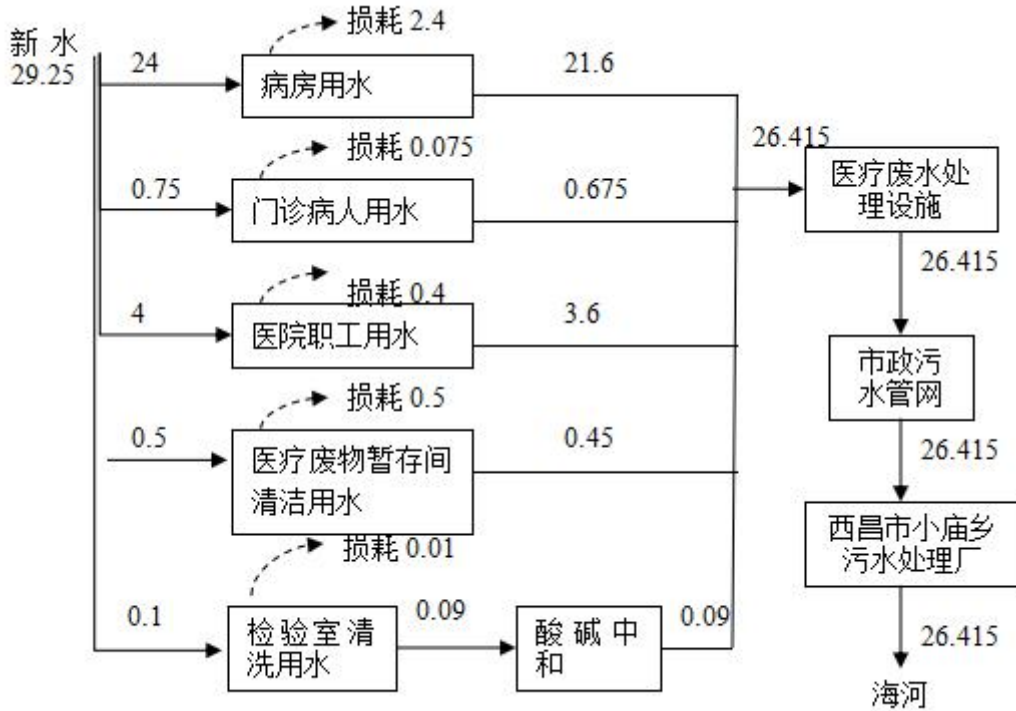 新 水
29.25
24
损耗 2.4
病房用水
21.6
0.75
损耗 0.075
门诊病人用水
0.675
4
损耗 0.4
医院职工用水
3.6
0.5
损耗 0.5
医疗废物暂存间
清洁用水
0.45
0.1
损耗 0.01
检 验 室 清
洗用水
0.09
酸 碱 中
和
0.09
26.415
医疗废水处
理设施
26.415
市政污
水管网
26.415
西昌市小庙乡
污水处理厂
26.415
海河